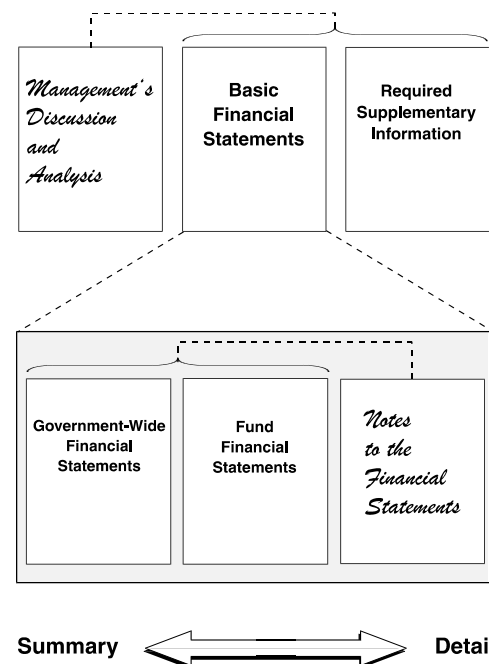 Management's
Discussion
and
Analysis
Basic
Financial
Statements
Required
Supplementary
Information
Government-Wide
Financial
Statements
Fund
Financial
Statements
Notes
to the
Financial
Statements
Summary
Detai